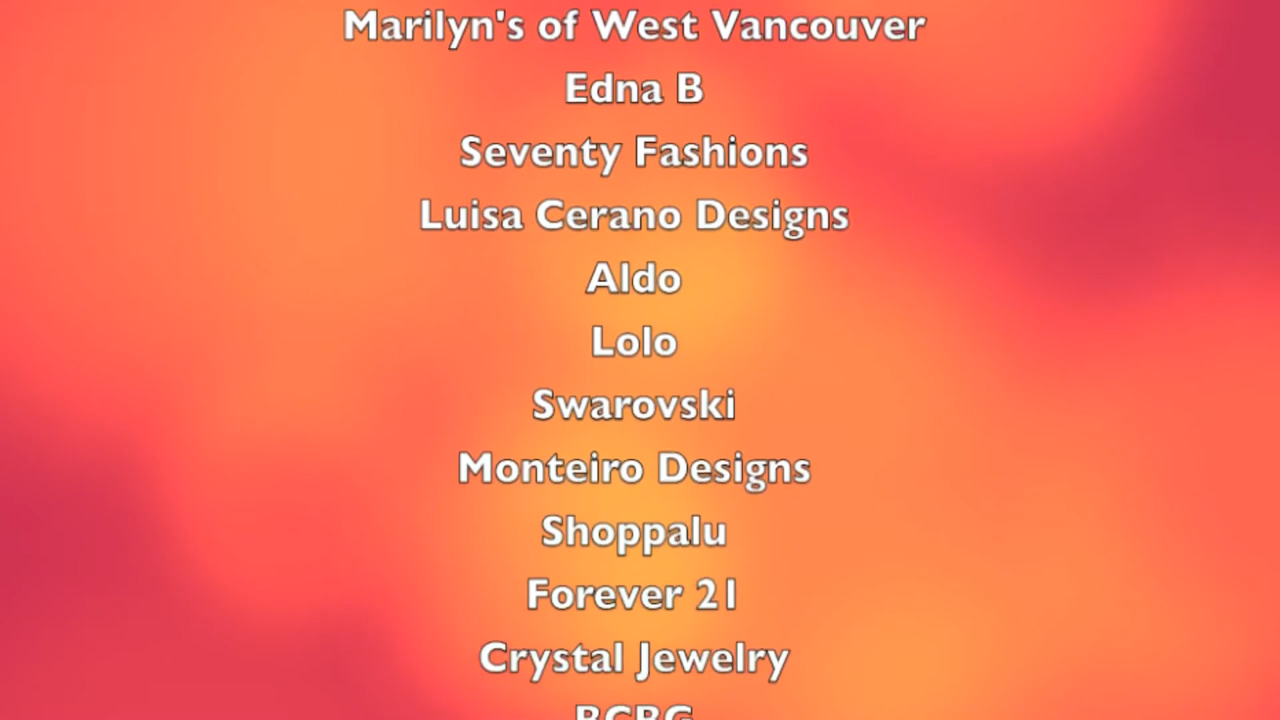 Marilyn's of West Vancouver
Edna B
Seventy Fashions
Luisa Cerano Designs
Aldo
Lolo
Swarovski
Monteiro Designs
Shoppalu
Forever 21
Crystal Jewelry
BCBG